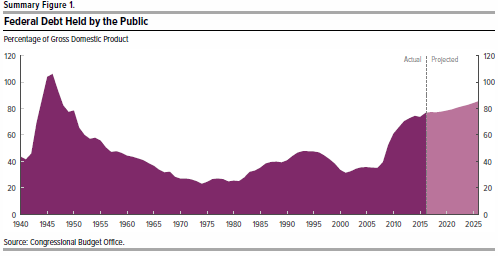 Summary Figure 1.
Federal Debt Held by the Public
Percentage of Gross Domestic Product
120 120
Actual Projected
100 100
80 80
60 60
40 40
20 20
0 0
1940 1945 1950 1955 1960 1965 1970 1975 1980 1985 1990 1995 2000 2005 2010 2015 2020 2025
Source: Congressional Budget Office.